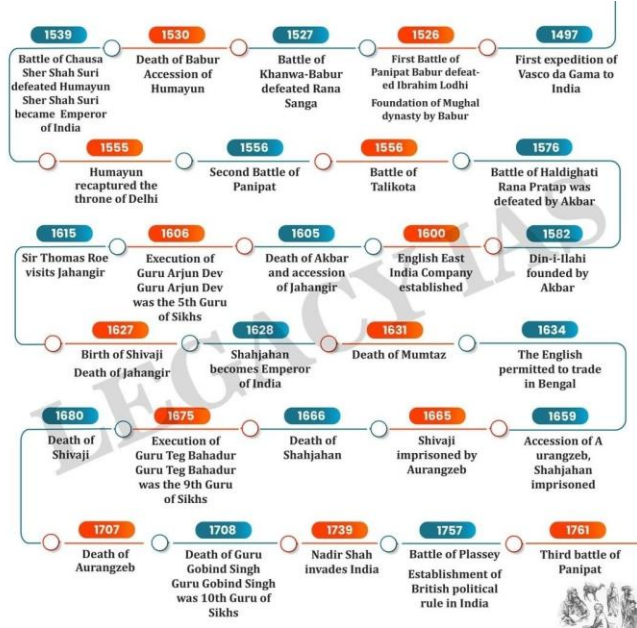 1539
1530
1527
1526
1497
Battle of Chausa
Sher Shah Suri
defeated Humayun
Sher Shah Suri
became Emperor
of India
Death of Babur
Accession of
Humayun
Battle of
Khanwa-Babur
defeated Rana
Sanga
First Battle of
Panipat Babur defeat-
ed Ibrahim Lodhi
Foundation of Mughal
dynasty by Babur
First expedition of
Vasco da Gama to
India
1555
1556
1556
1576
Humayun
recaptured the
throne of Delhi
Second Battle of
Panipat
Battle of
Talikota
Battle of Haldighati
Rana Pratap was
defeated by Akbar
1615
1606
1605
1600
1582
Sir Thomas Roe
visits Jahangir
Execution of
Guru Arjun Dev
Guru Arjun Dev
was the 5th Guru
of Sikhs
Death of Akbar
and accession
of Jahangir
English East
India Company
established
Din-i-Ilahi
founded by
Akbar
1627
1628
1631
1634
Birth of Shivaji
Death of Jahangir
Shahjahan
becomes Emperor
of India
Death of Mumtaz
The English
permitted to trade
in Bengal
1680
1675
1666
1665
1659
Death of
Shivaji
Execution of
Guru Teg Bahadur
Guru Teg Bahadur
was the 9th Guru
of Sikhs
Death of
Shahjahan
Shivaji
imprisoned by
Aurangzeb
Accession of A
urangzeb,
Shahjahan
imprisoned
1707
1708
1739
1757
1761
Death of
Aurangzeb
Death of Guru
Gobind Singh
Guru Gobind Singh
was 10th Guru of
Sikhs
Nadir Shah
invades India
Battle of Plassey
Establishment of
British political
rule in India
Third battle of
Panipat
LEGACY IAS